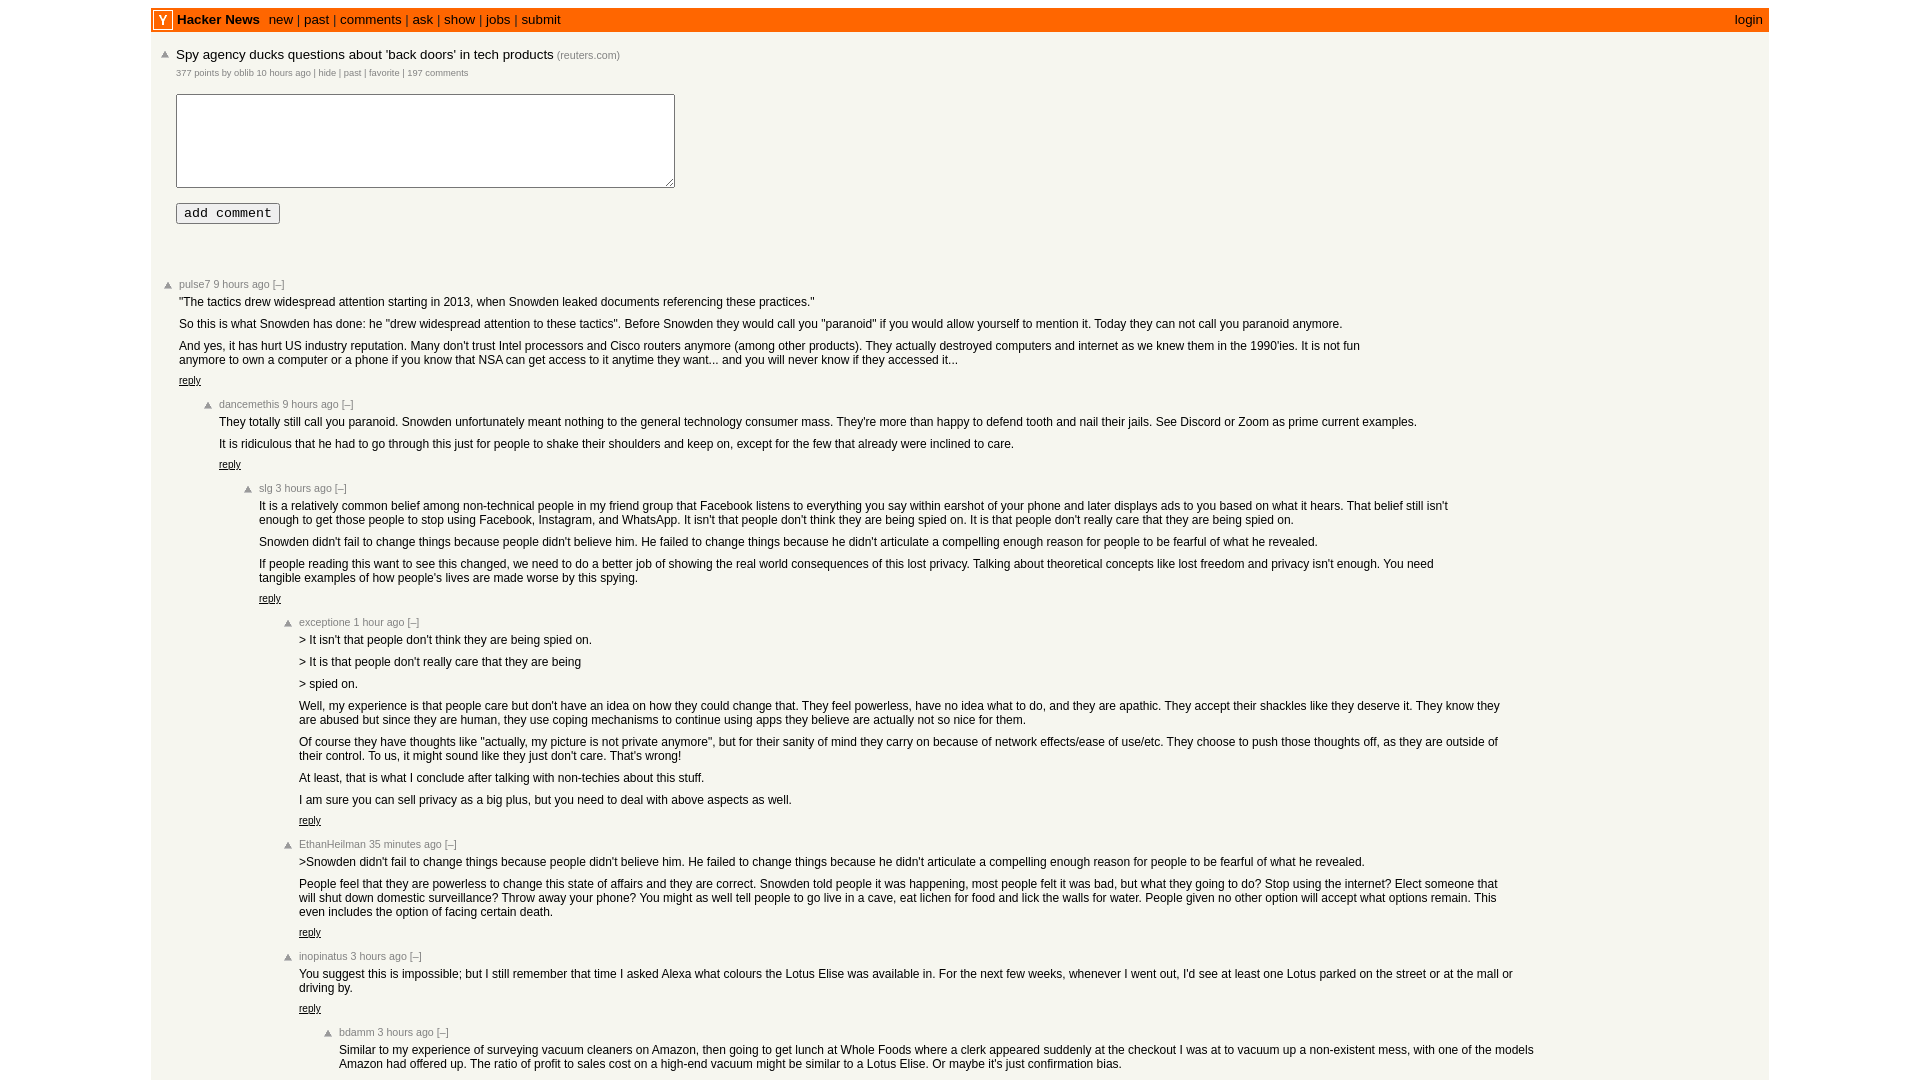 Y Hacker News new | past | comments | ask | show | jobs | submit login
Spy agency ducks questions about 'back doors' in tech products (reuters.com)
377 points by oblib 10 hours ago | hide | past | favorite | 197 comments
add comment
pulse7 9 hours ago [–]
"The tactics drew widespread attention starting in 2013, when Snowden leaked documents referencing these practices."
So this is what Snowden has done: he "drew widespread attention to these tactics". Before Snowden they would call you "paranoid" if you would allow yourself to mention it. Today they can not call you paranoid anymore.
And yes, it has hurt US industry reputation. Many don't trust Intel processors and Cisco routers anymore (among other products). They actually destroyed computers and internet as we knew them in the 1990'ies. It is not fun
anymore to own a computer or a phone if you know that NSA can get access to it anytime they want... and you will never know if they accessed it...
reply
dancemethis 9 hours ago [–]
They totally still call you paranoid. Snowden unfortunately meant nothing to the general technology consumer mass. They're more than happy to defend tooth and nail their jails. See Discord or Zoom as prime current examples.
It is ridiculous that he had to go through this just for people to shake their shoulders and keep on, except for the few that already were inclined to care.
reply
slg 3 hours ago [–]
It is a relatively common belief among non-technical people in my friend group that Facebook listens to everything you say within earshot of your phone and later displays ads to you based on what it hears. That belief still isn't
enough to get those people to stop using Facebook, Instagram, and WhatsApp. It isn't that people don't think they are being spied on. It is that people don't really care that they are being spied on.
Snowden didn't fail to change things because people didn't believe him. He failed to change things because he didn't articulate a compelling enough reason for people to be fearful of what he revealed.
If people reading this want to see this changed, we need to do a better job of showing the real world consequences of this lost privacy. Talking about theoretical concepts like lost freedom and privacy isn't enough. You need
tangible examples of how people's lives are made worse by this spying.
reply
exceptione 1 hour ago [–]
> It isn't that people don't think they are being spied on.
> It is that people don't really care that they are being
> spied on.
Well, my experience is that people care but don't have an idea on how they could change that. They feel powerless, have no idea what to do, and they are apathic. They accept their shackles like they deserve it. They know they
are abused but since they are human, they use coping mechanisms to continue using apps they believe are actually not so nice for them.
Of course they have thoughts like "actually, my picture is not private anymore", but for their sanity of mind they carry on because of network effects/ease of use/etc. They choose to push those thoughts off, as they are outside of
their control. To us, it might sound like they just don't care. That's wrong!
At least, that is what I conclude after talking with non-techies about this stuff.
I am sure you can sell privacy as a big plus, but you need to deal with above aspects as well.
reply
EthanHeilman 35 minutes ago [–]
>Snowden didn't fail to change things because people didn't believe him. He failed to change things because he didn't articulate a compelling enough reason for people to be fearful of what he revealed.
People feel that they are powerless to change this state of affairs and they are correct. Snowden told people it was happening, most people felt it was bad, but what they going to do? Stop using the internet? Elect someone that
will shut down domestic surveillance? Throw away your phone? You might as well tell people to go live in a cave, eat lichen for food and lick the walls for water. People given no other option will accept what options remain. This
even includes the option of facing certain death.
reply
inopinatus 3 hours ago [–]
You suggest this is impossible; but I still remember that time I asked Alexa what colours the Lotus Elise was available in. For the next few weeks, whenever I went out, I'd see at least one Lotus parked on the street or at the mall or
driving by.
reply
bdamm 3 hours ago [–]
Similar to my experience of surveying vacuum cleaners on Amazon, then going to get lunch at Whole Foods where a clerk appeared suddenly at the checkout I was at to vacuum up a non-existent mess, with one of the models
Amazon had offered up. The ratio of profit to sales cost on a high-end vacuum might be similar to a Lotus Elise. Or maybe it's just confirmation bias.